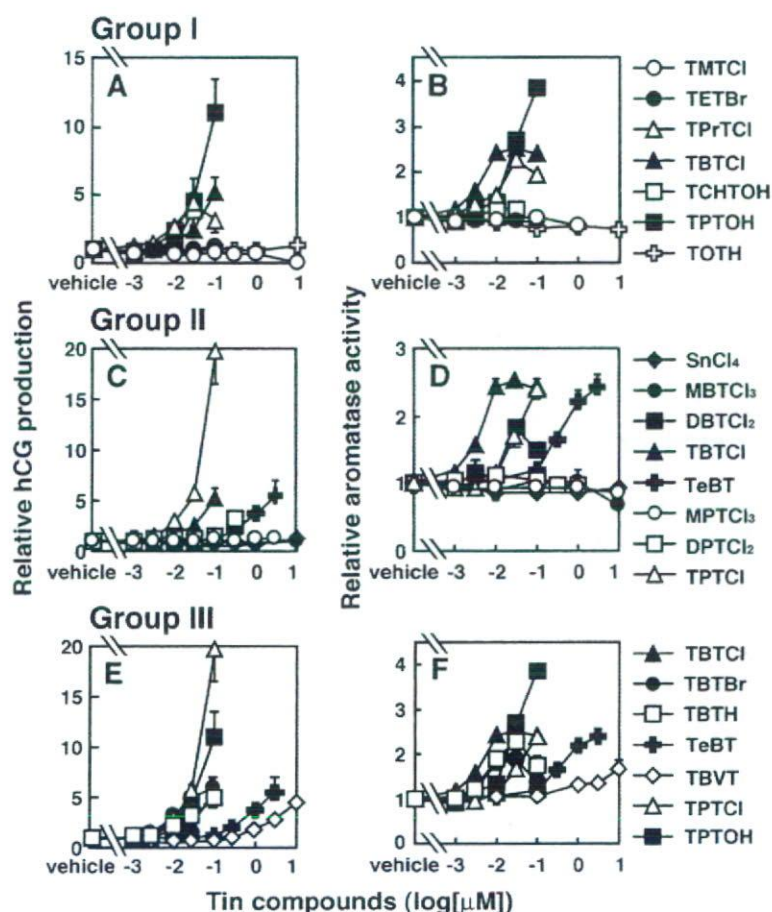 Group I
A
15
10
5
0
vehicle
-3
-2
-1
0
1
B
4
3
2
1
0
TMTCl
TETBr
TPrTCl
TBTCl
TCHTOH
TPTOH
TOTH
vehicle
-3
-2
-1
0
1
Group II
C
20
15
10
5
0
vehicle
-3
-2
-1
0
1
D
3
2
1
0
SnCl₄
MBTCl₃
DBTCl₂
TBTCl
TeBT
MPTCl₃
DPTCl₂
TPTCl
vehicle
-3
-2
-1
0
1
Group III
E
20
15
10
5
0
vehicle
-3
-2
-1
0
1
F
4
3
2
1
0
TBTCl
TBTBr
TBTH
TeBT
TBVT
TPTCl
TPTOH
vehicle
-3
-2
-1
0
1
Relative hCG production
Relative aromatase activity
Tin compounds (log[µM])